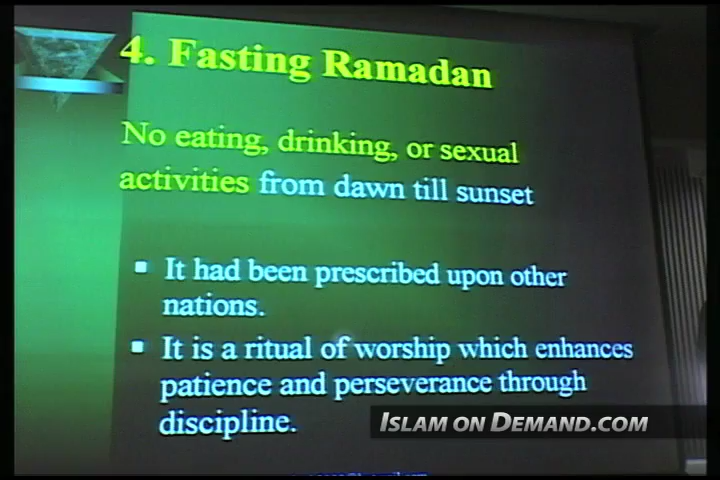 4. Fasting Ramadan
No eating, drinking, or sexual
activities from dawn till sunset
It had been prescribed upon other
nations.
It is a ritual of worship which enhances
patience and perseverance through
discipline.
ISLAM ON DEMAND.COM